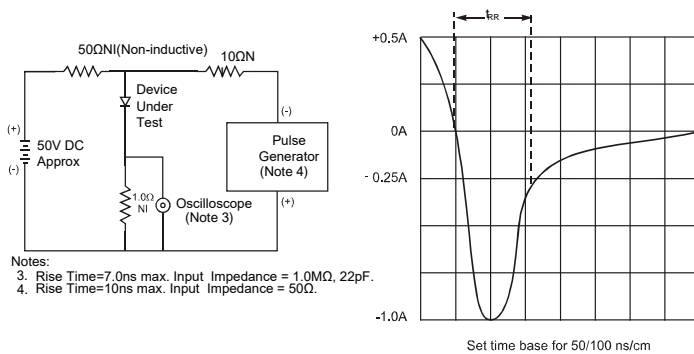 50ΩNI(Non-inductive)
10ΩN
Device
Under
Test
(+)
50V DC
Approx
(-)
(-)
Pulse
Generator
(Note 4)
(+)
1.0Ω
NI
Oscilloscope
(Note 3)
Notes:
3. Rise Time=7.0ns max. Input Impedance = 1.0MΩ, 22pF.
4. Rise Time=10ns max. Input Impedance = 50Ω.
tRR
+0.5A
0A
- 0.25A
-1.0A
Set time base for 50/100 ns/cm